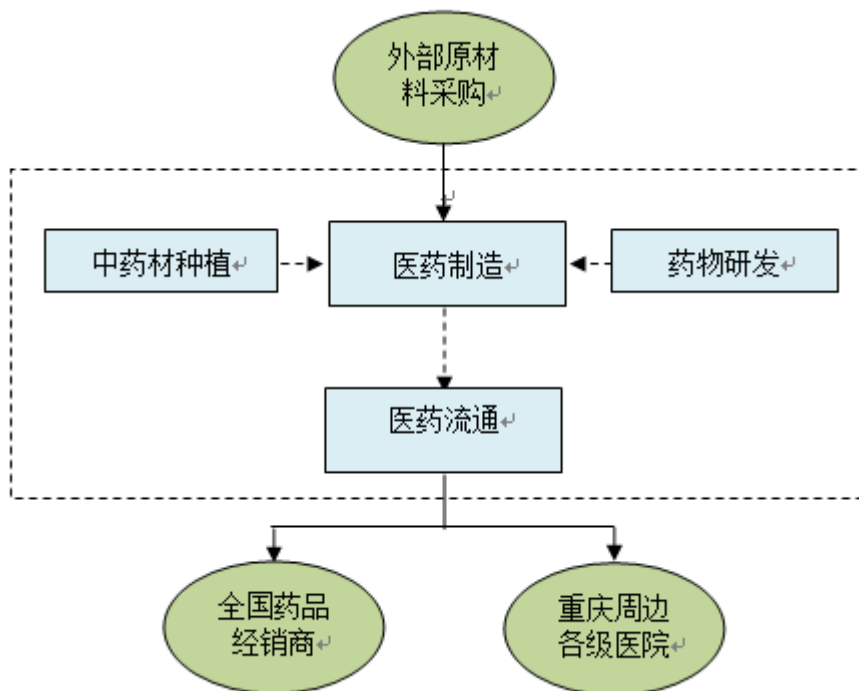 外部原材
料采购
中药材种植
医药制造
药物研发
医药流通
全国药品
经销商
重庆周边
各级医院